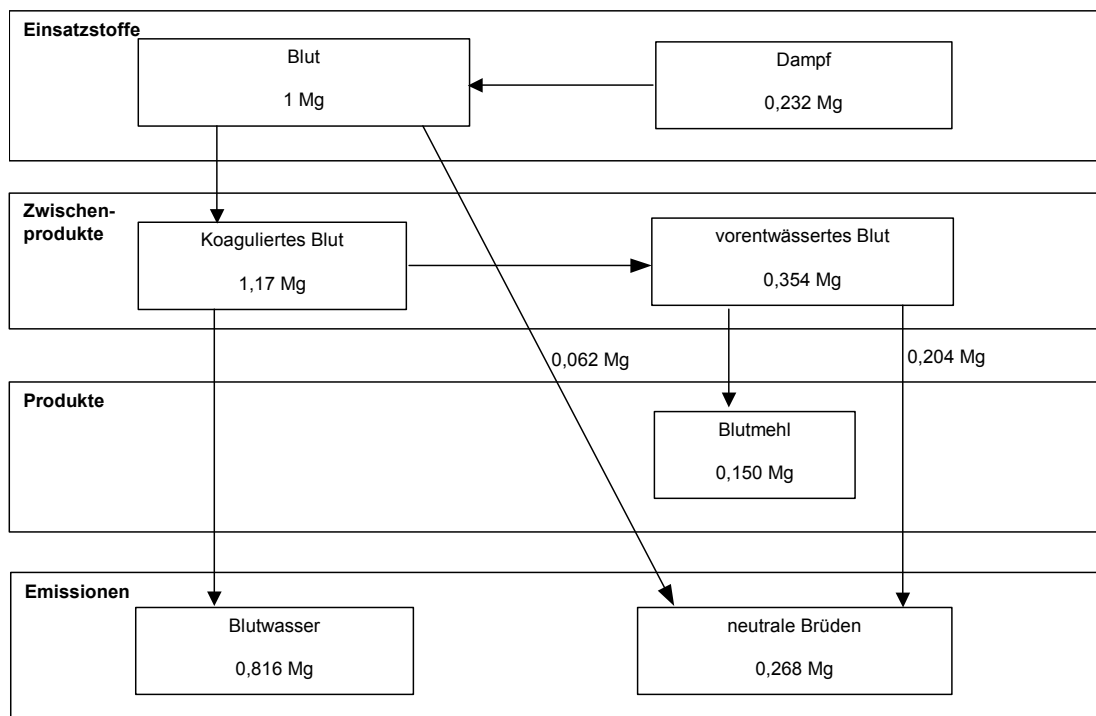 Einsatzstoffe
Blut
1 Mg
Dampf
0,232 Mg
Zwischen-
produkte
Koaguliertes Blut
1,17 Mg
vorentwässertes Blut
0,354 Mg
0,062 Mg
0,204 Mg
Produkte
Blutmehl
0,150 Mg
Emissionen
Blutwasser
0,816 Mg
neutrale Brüden
0,268 Mg